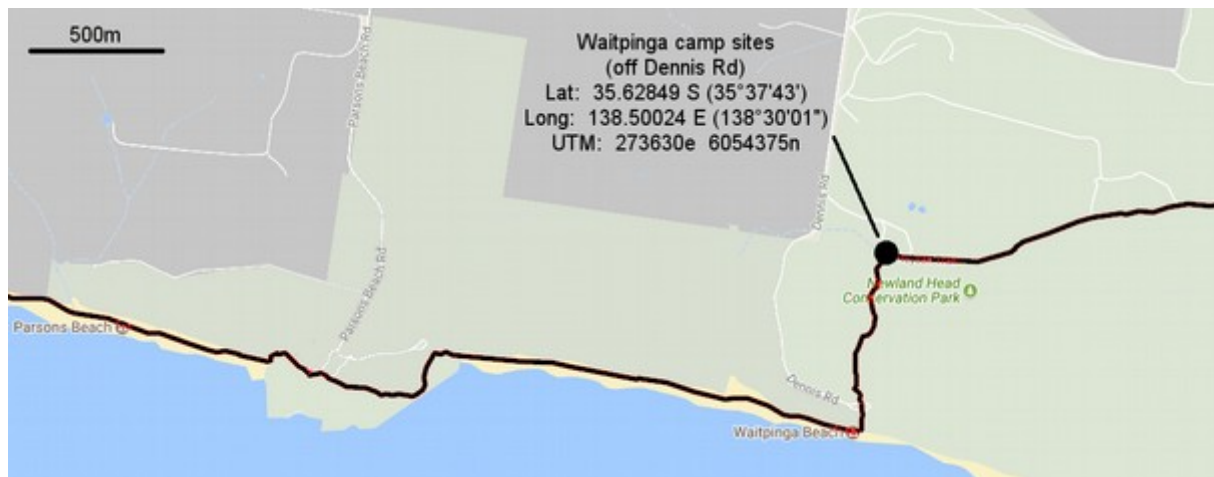 500m
Waitpinga camp sites
(off Dennis Rd)
Lat: 35.62849 S (35°37'43')
Long: 138.50024 E (138°30'01")
UTM: 273630e 6054375n
Parsons Beach Rd
Dennis Rd
Newland Head
Conservation Park
Parsons Beach Rd
Parsons Beach
Dennis Rd
Waitpinga Beach